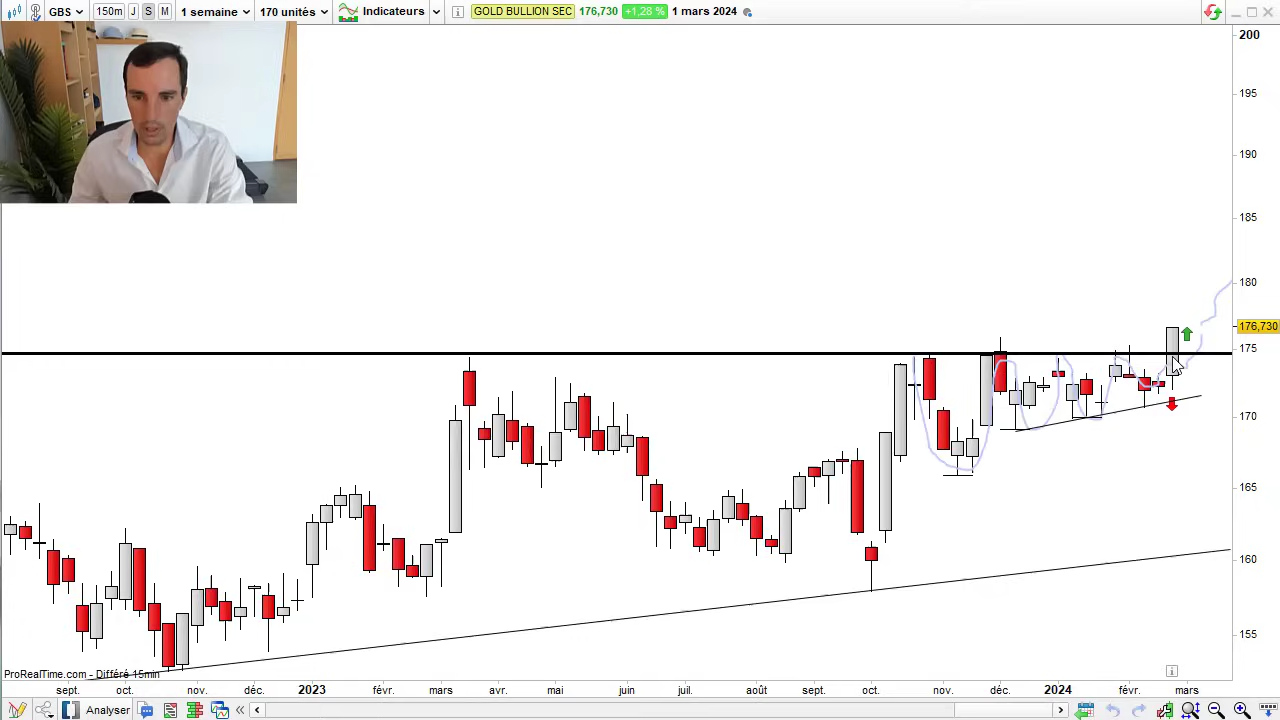 GBS 150m J S M 1 semaine 170 unités Indicateurs GOLD BULLION SEC 176,730 +1,28 % 1 mars 2024
200
195
190
185
180
176,730
175
170
165
160
155
ProRealTime.com - Différé 15min
sept. oct. nov. déc. 2023 févr. mars avr. mai juin juil. août sept. oct. nov. déc. 2024 févr. mars
Analyser